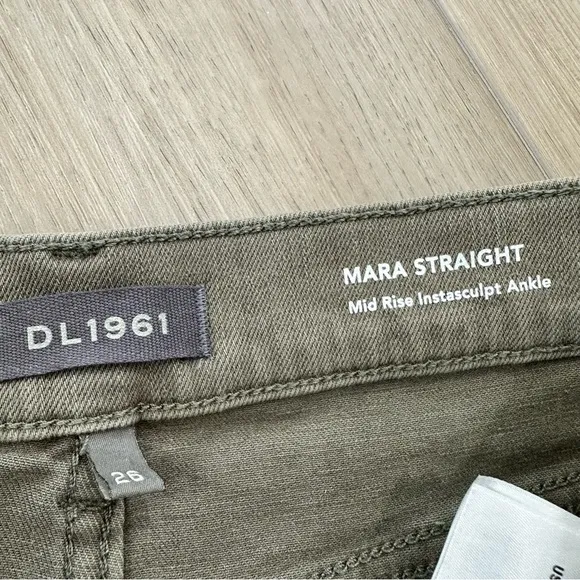 MARA STRAIGHT
Mid Rise Instasculpt Ankle
DL1961
26